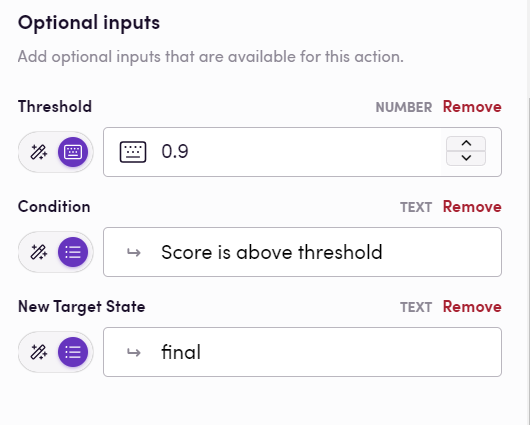 Optional inputs
Add optional inputs that are available for this action.
Threshold NUMBER Remove
0.9
Condition TEXT Remove
Score is above threshold
New Target State TEXT Remove
final